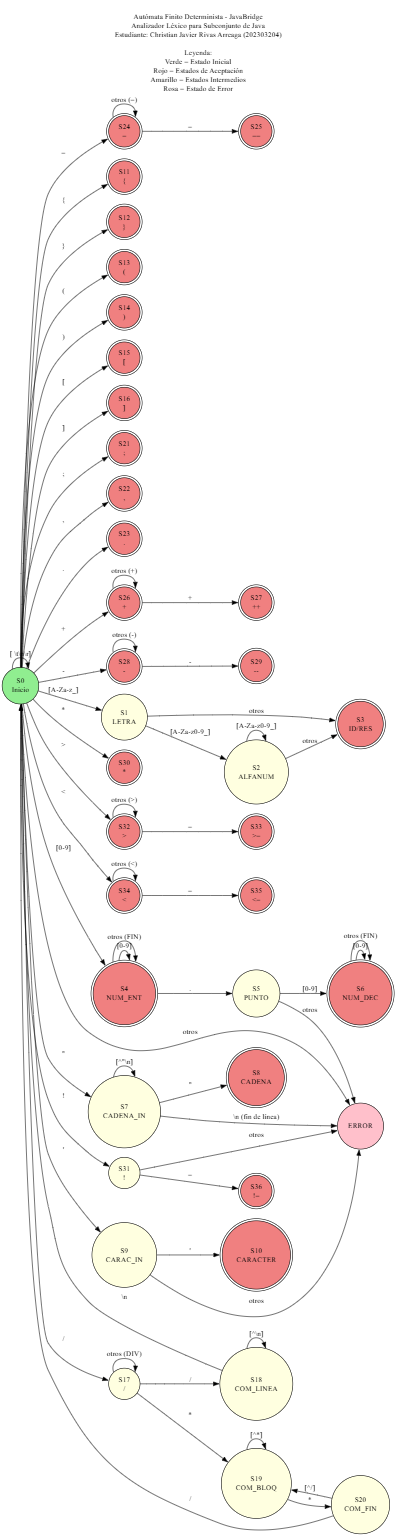 Autómata Finito Determinista - JavaBridge
Analizador Léxico para Subconjunto de Java
Estudiante: Christian Javier Rivas Arreaga (202303204)
Leyenda:
Verde = Estado Inicial
Rojo = Estados de Aceptación
Amarillo = Estados Intermedios
Rosa = Estado de Error
otros (=)
S24
=
=
S25
==
=
S11
{
{
S12
}
}
S13
(
(
S14
)
)
S15
[
[
S16
]
]
S21
;
;
S22
,
,
S23
.
.
otros (+)
S26
+
+
S27
++
+
otros (-)
S28
-
-
S29
--
-
S0
Inicio
[A-Za-z_]
S1
LETRA
otros
S3
ID/RES
[A-Za-z0-9_]
[A-Za-z0-9_]
S2
ALFANUM
otros
*
S30
*
>
otros (>)
S32
>
=
S33
>=
<
otros (<)
S34
<
=
S35
<=
[0-9]
otros (FIN)
[0-9]
S4
NUM_ENT
.
S5
PUNTO
[0-9]
otros (FIN)
[0-9]
S6
NUM_DEC
otros
otros
"
[^"\n]
S7
CADENA_IN
"
S8
CADENA
\n (fin de línea)
ERROR
!
S31
!
otros
=
S36
!=
'
S9
CARAC_IN
'
S10
CARACTER
\n
otros
/
otros (DIV)
S17
/
/
[^\n]
S18
COM_LINEA
*
[^*]
S19
COM_BLOQ
[^/]
*
S20
COM_FIN
/